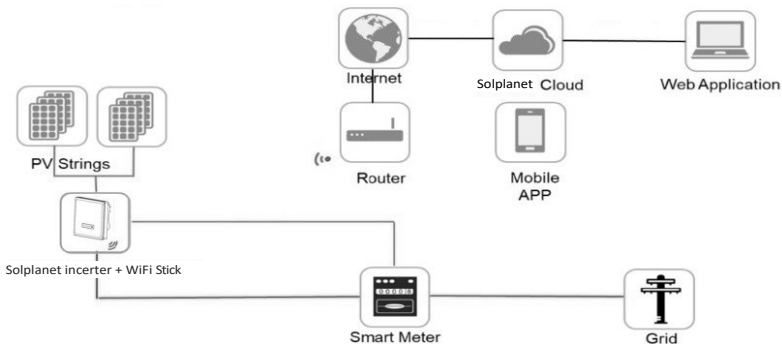 Internet
Solplanet Cloud
Web Application
PV Strings
Router
Mobile
APP
Solplanet incerter + WiFi Stick
Smart Meter
Grid